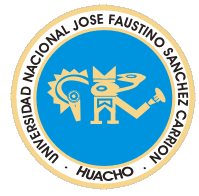 UNIVERSIDAD NACIONAL JOSE FAUSTINO SANCHEZ CARRION
· HUACHO ·